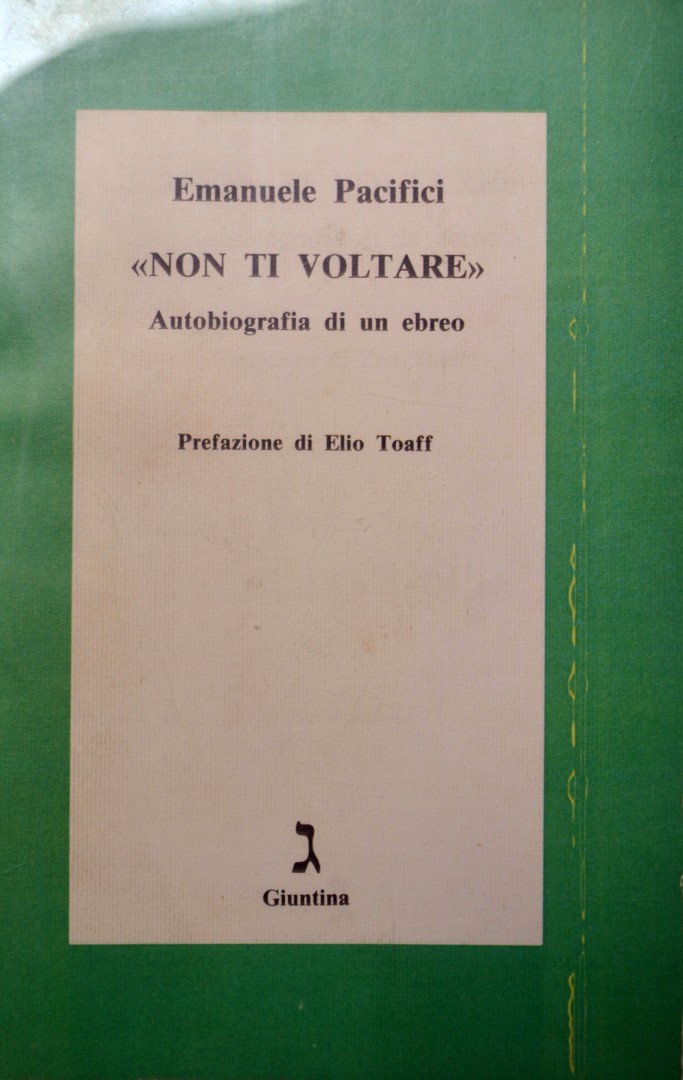 Emanuele Pacifici
«NON TI VOLTARE»
Autobiografia di un ebreo
Prefazione di Elio Toaff
ג
Giuntina